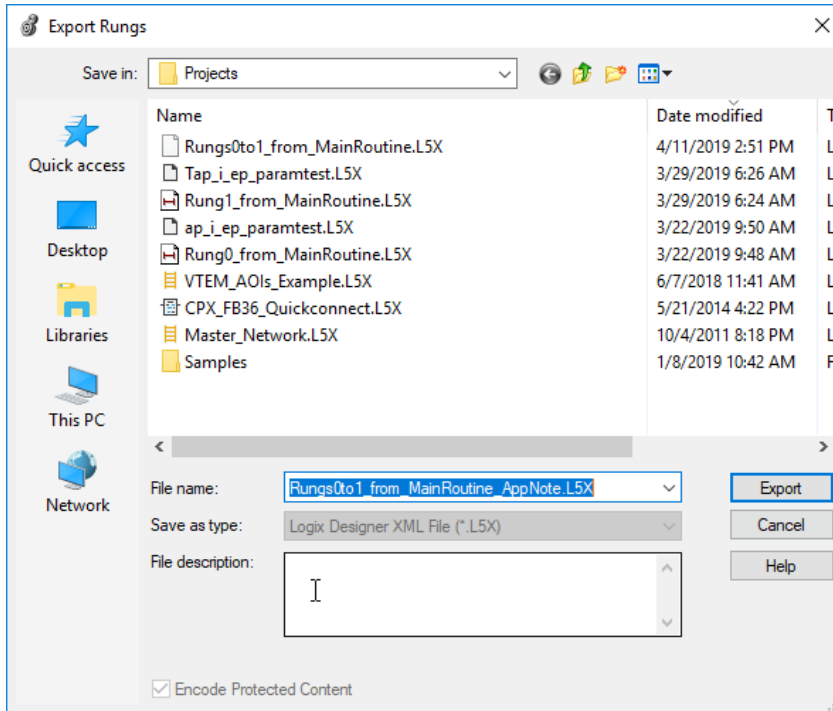 Export Rungs
Save in: Projects
Name Date modified T
Rungs0to1_from_MainRoutine.L5X 4/11/2019 2:51 PM L
Tap_i_ep_paramtest.L5X 3/29/2019 6:26 AM L
Rung1_from_MainRoutine.L5X 3/29/2019 6:24 AM L
ap_i_ep_paramtest.L5X 3/22/2019 9:50 AM L
Rung0_from_MainRoutine.L5X 3/22/2019 9:48 AM L
VTEM_AOIs_Example.L5X 6/7/2018 11:41 AM L
CPX_FB36_Quickconnect.L5X 5/21/2014 4:22 PM L
Master_Network.L5X 10/4/2011 8:18 PM L
Samples 1/8/2019 10:42 AM F
Quick access
Desktop
Libraries
This PC
Network
File name: Rungs0to1_from_MainRoutine_AppNote.L5X Export
Save as type: Logix Designer XML File (*.L5X) Cancel
File description: Help
Encode Protected Content